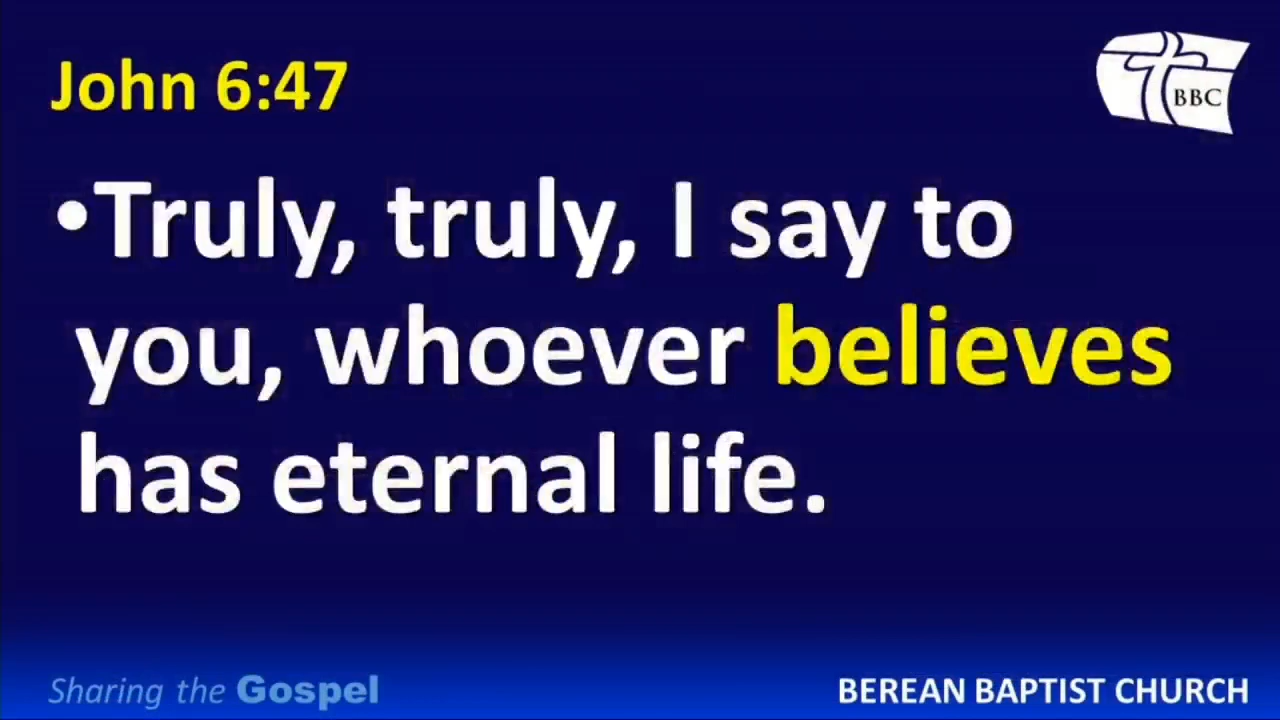 John 6:47
BBC
•Truly, truly, I say to
you, whoever believes
has eternal life.
Sharing the Gospel
BEREAN BAPTIST CHURCH